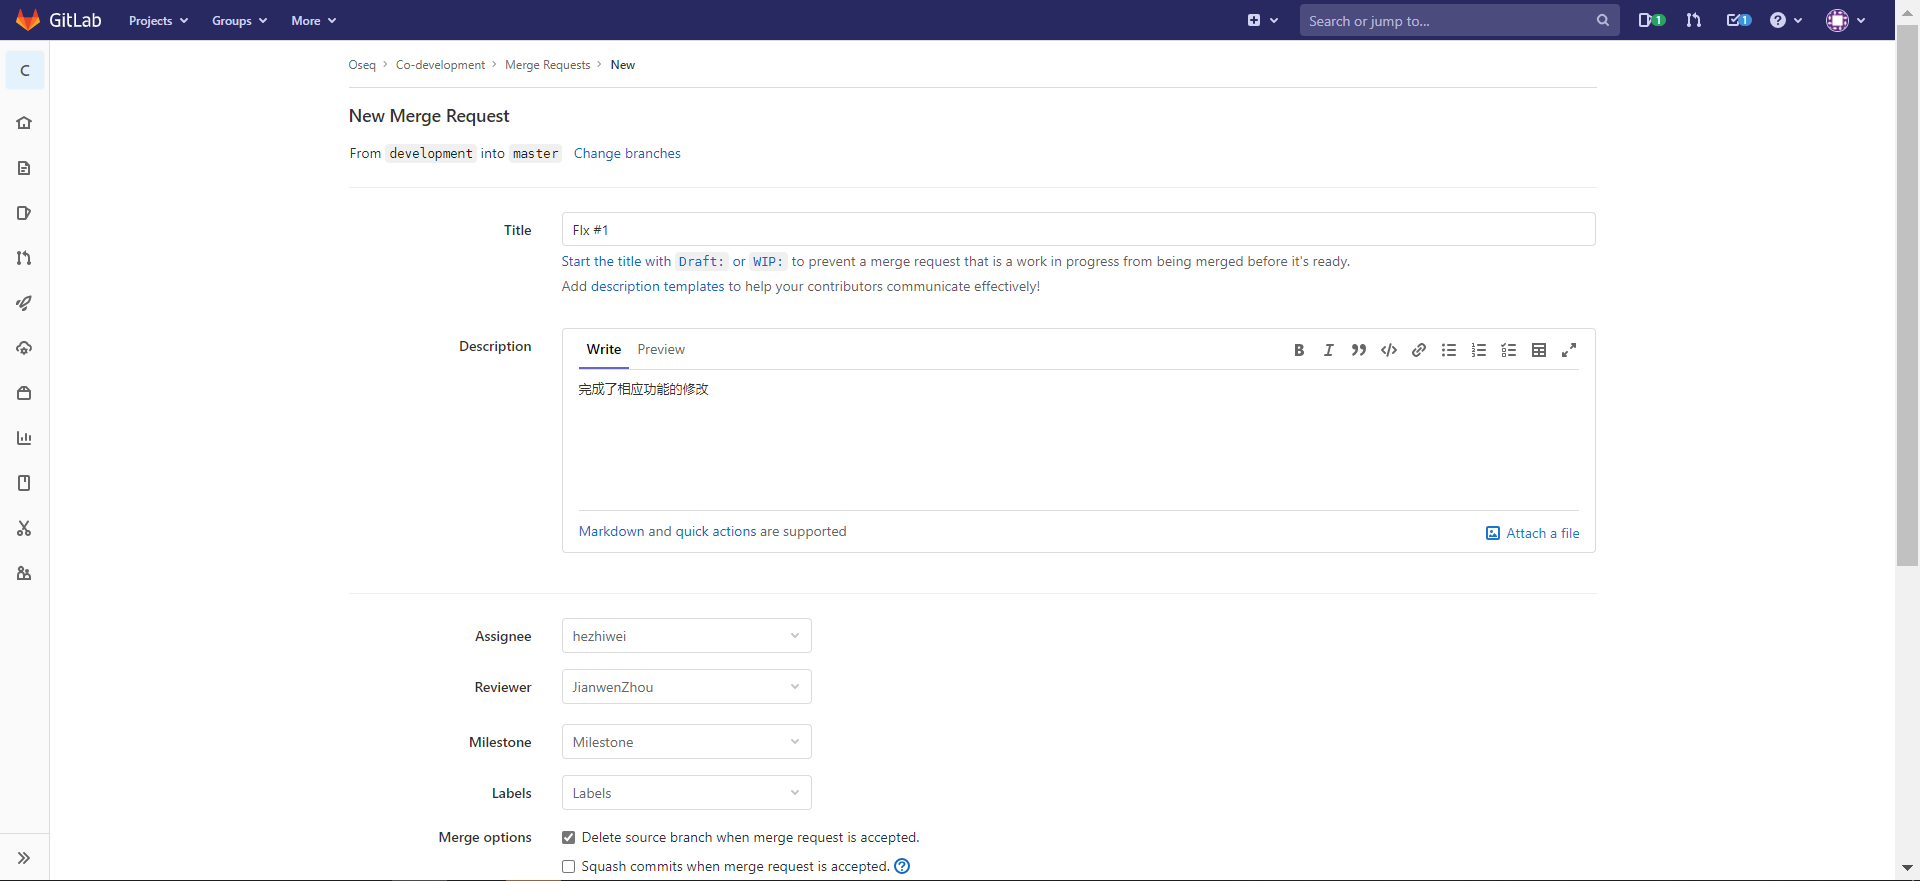 GitLab Projects Groups More Search or jump to... 1 1
C
Oseq > Co-development > Merge Requests > New
New Merge Request
From development into master Change branches
Title FIx #1
Start the title with Draft: or WIP: to prevent a merge request that is a work in progress from being merged before it's ready.
Add description templates to help your contributors communicate effectively!
Description Write Preview
完成了相应功能的修改
Markdown and quick actions are supported Attach a file
Assignee hezhiwei
Reviewer JianwenZhou
Milestone Milestone
Labels Labels
Merge options Delete source branch when merge request is accepted.
Squash commits when merge request is accepted.